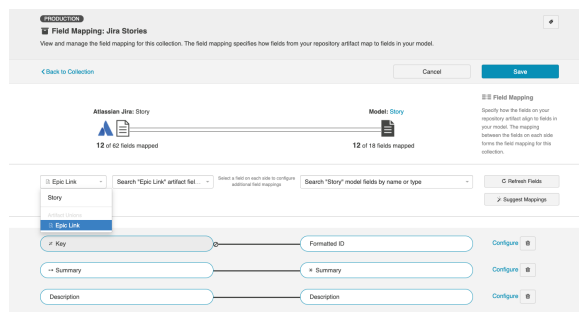 PRODUCTION
Field Mapping: Jira Stories
View and manage the field mapping for this collection. The field mapping specifies how fields from your repository artifact map to fields in your model.
Back to Collection
Cancel
Save
Field Mapping
Specify how the fields on your
repository artifact align to fields in
your model. The mapping
between the fields on each side
forms the field mapping for this
collection.
Atlassian Jira: Story
Model: Story
12 of 62 fields mapped
12 of 18 fields mapped
Epic Link
Search "Epic Link" artifact fiel...
Select a field on each side to configure
additional field mappings
Search "Story" model fields by name or type
Refresh Fields
Suggest Mappings
Story
Epic Link
Key
Formatted ID
Configure
Summary
Summary
Configure
Description
Description
Configure